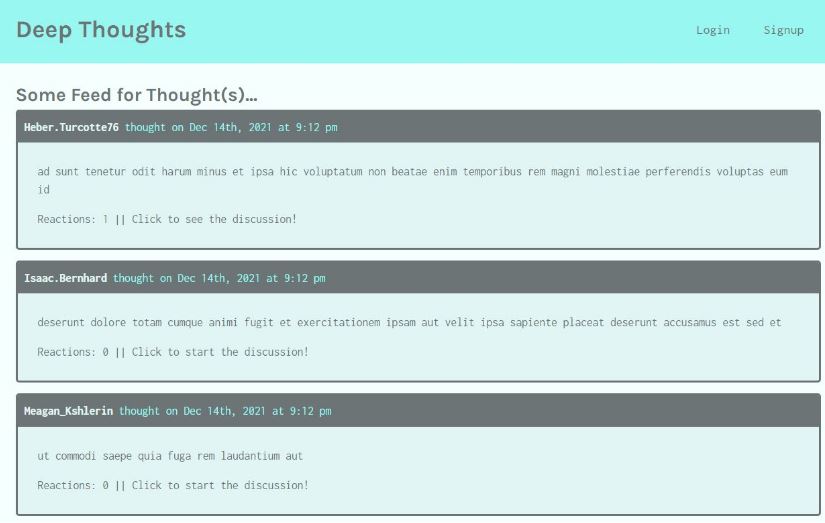 Deep Thoughts
Login Signup
Some Feed for Thought(s)...
Heber.Turcotte76 thought on Dec 14th, 2021 at 9:12 pm
ad sunt tenetur odit harum minus et ipsa hic voluptatum non beatae enim temporibus rem magni molestiae perferendis voluptas eum
id
Reactions: 1 || Click to see the discussion!
Isaac.Bernhard thought on Dec 14th, 2021 at 9:12 pm
deserunt dolore totam cumque animi fugit et exercitationem ipsam aut velit ipsa sapiente placeat deserunt accusamus est sed et
Reactions: 0 || Click to start the discussion!
Meagan_Kshlerin thought on Dec 14th, 2021 at 9:12 pm
ut commodi saepe quia fuga rem laudantium aut
Reactions: 0 || Click to start the discussion!